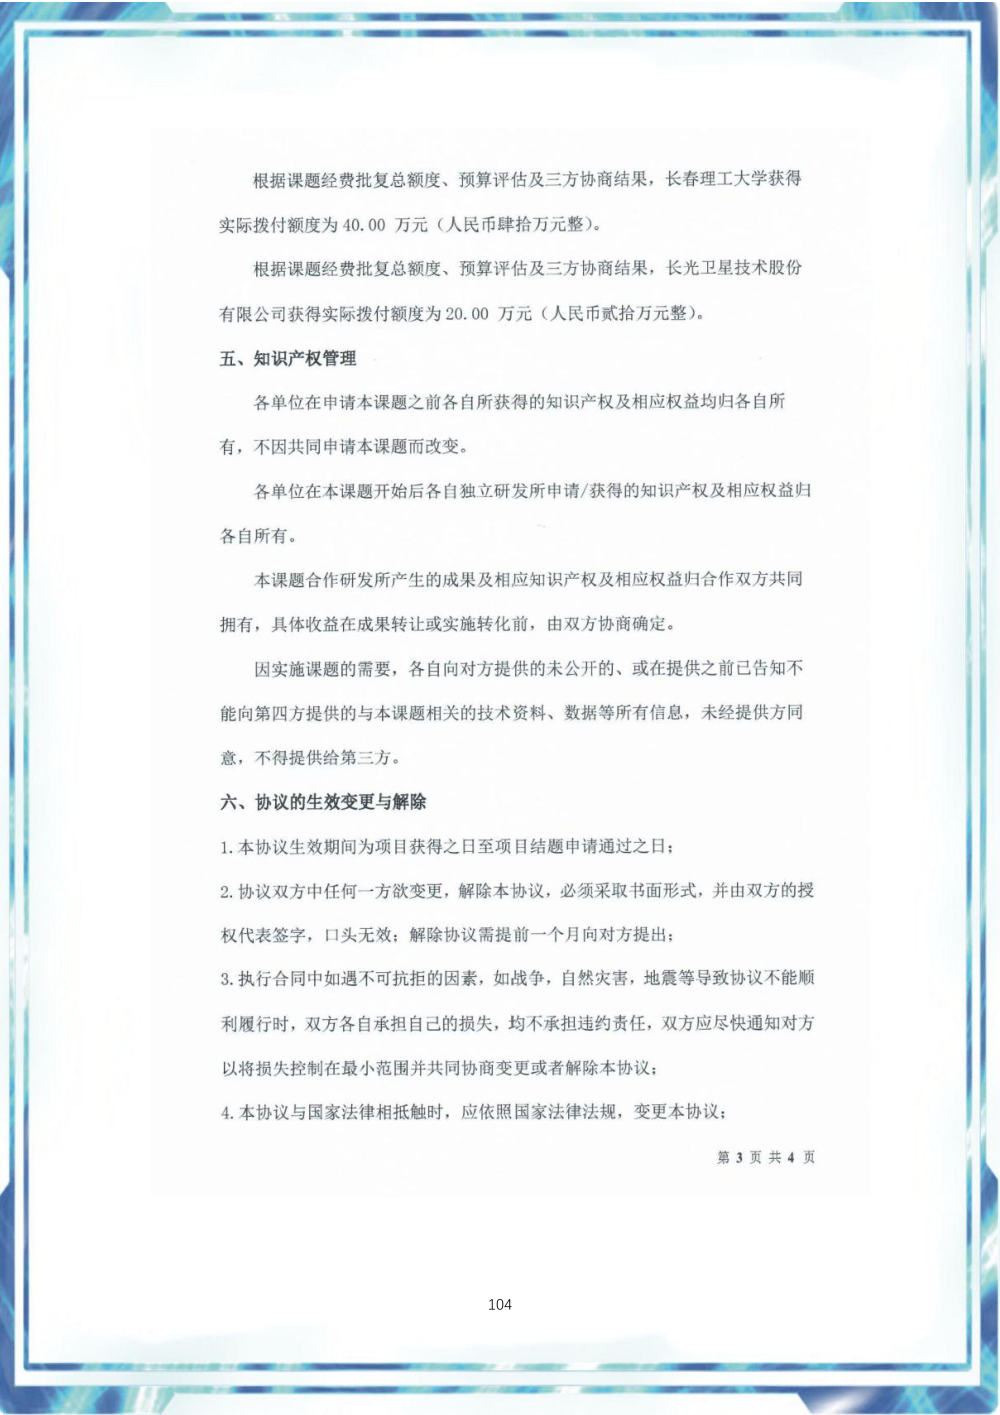 根据课题经费批复总额度、预算评估及三方协商结果，长春理工大学获得
实际拨付额度为 40.00 万元（人民币肆拾万元整）。
根据课题经费批复总额度、预算评估及三方协商结果，长光卫星技术股份
有限公司获得实际拨付额度为 20.00 万元（人民币贰拾万元整）。
五、知识产权管理
各单位在申请本课题之前各自所获得的知识产权及相应权益均归各自所
有，不因共同申请本课题而改变。
各单位在本课题开始后各自独立研发所申请/获得的知识产权及相应权益归
各自所有。
本课题合作研发所产生的成果及相应知识产权及相应权益归合作双方共同
拥有，具体收益在成果转让或实施转化前，由双方协商确定。
因实施课题的需要，各自向对方提供的未公开的、或在提供之前已告知不
能向第四方提供的与本课题相关的技术资料、数据等所有信息，未经提供方同
意，不得提供给第三方。
六、协议的生效变更与解除
1.本协议生效期间为项目获得之日至项目结题申请通过之日；
2.协议双方中任何一方欲变更，解除本协议，必须采取书面形式，并由双方的授
权代表签字，口头无效；解除协议需提前一个月向对方提出；
3.执行合同中如遇不可抗拒的因素，如战争，自然灾害，地震等导致协议不能顺
利履行时，双方各自承担自己的损失，均不承担违约责任，双方应尽快通知对方
以将损失控制在最小范围并共同协商变更或者解除本协议；
4.本协议与国家法律相抵触时，应依照国家法律法规，变更本协议；
第 3 页 共 4 页
104